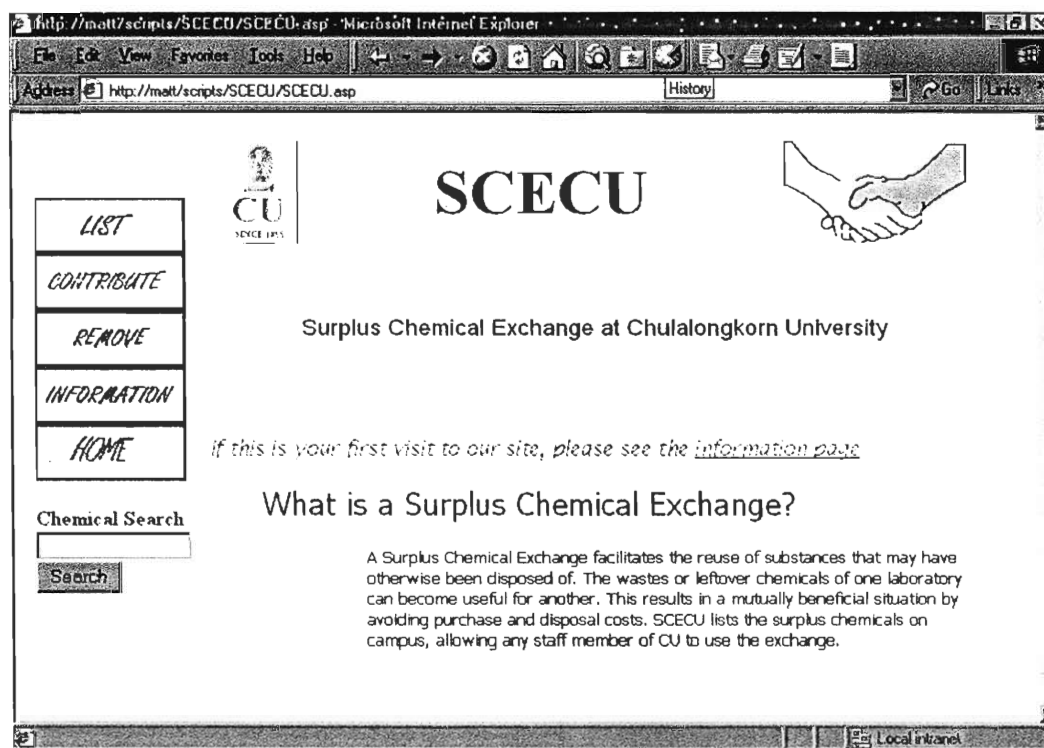 http://matt/scripts/SCECU/SCECU.asp - Microsoft Internet Explorer
File Edit View Favorites Tools Help
Address http://matt/scripts/SCECU/SCECU.asp History Go Links
CU
SCECU
LIST
CONTRIBUTE
REMOVE
INFORMATION
HOME
Chemical Search
Search
Surplus Chemical Exchange at Chulalongkorn University
If this is your first visit to our site, please see the information page
What is a Surplus Chemical Exchange?
A Surplus Chemical Exchange facilitates the reuse of substances that may have
otherwise been disposed of. The wastes or leftover chemicals of one laboratory
can become useful for another. This results in a mutually beneficial situation by
avoiding purchase and disposal costs. SCECU lists the surplus chemicals on
campus, allowing any staff member of CU to use the exchange.
Local intranet